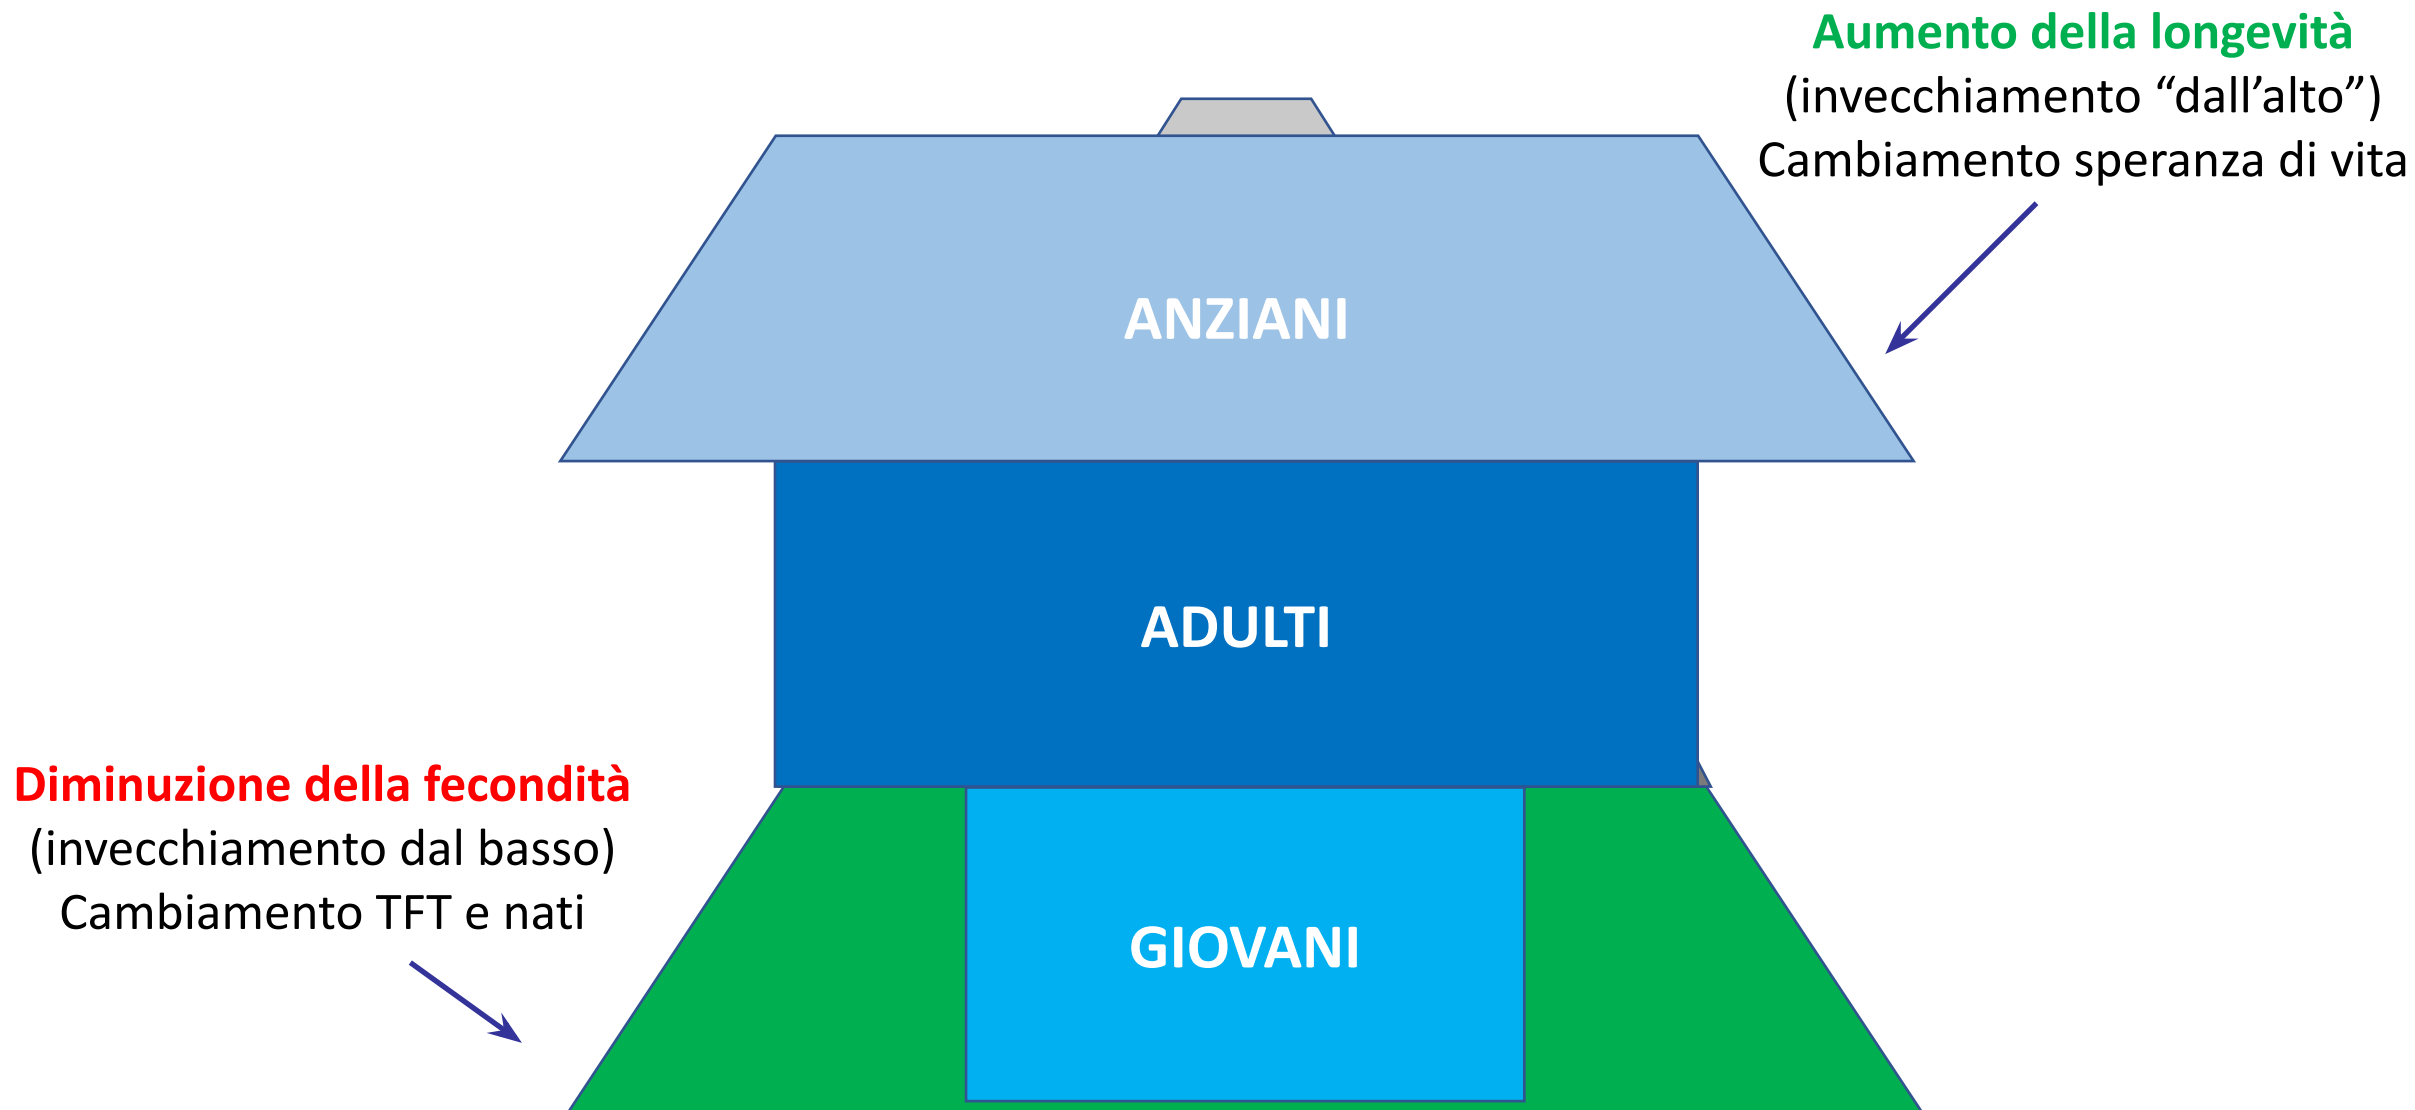 Aumento della longevità
(invecchiamento “dall’alto”)
Cambiamento speranza di vita
ANZIANI
ADULTI
Diminuzione della fecondità
(invecchiamento dal basso)
Cambiamento TFT e nati
GIOVANI